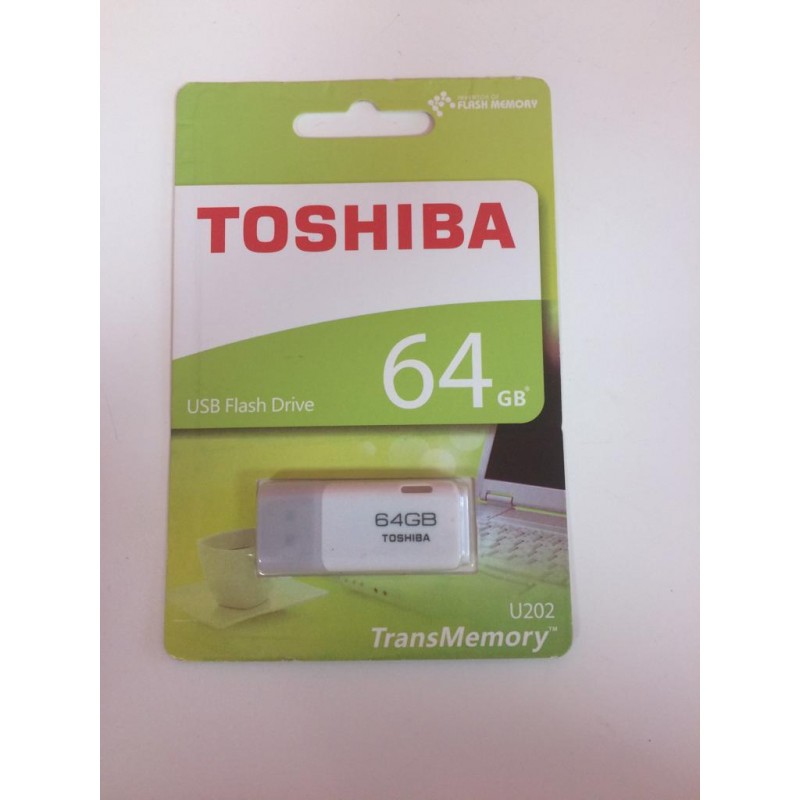 FLASH MEMORY
TOSHIBA
64 GB*
USB Flash Drive
64GB
TOSHIBA
U202
TransMemory™